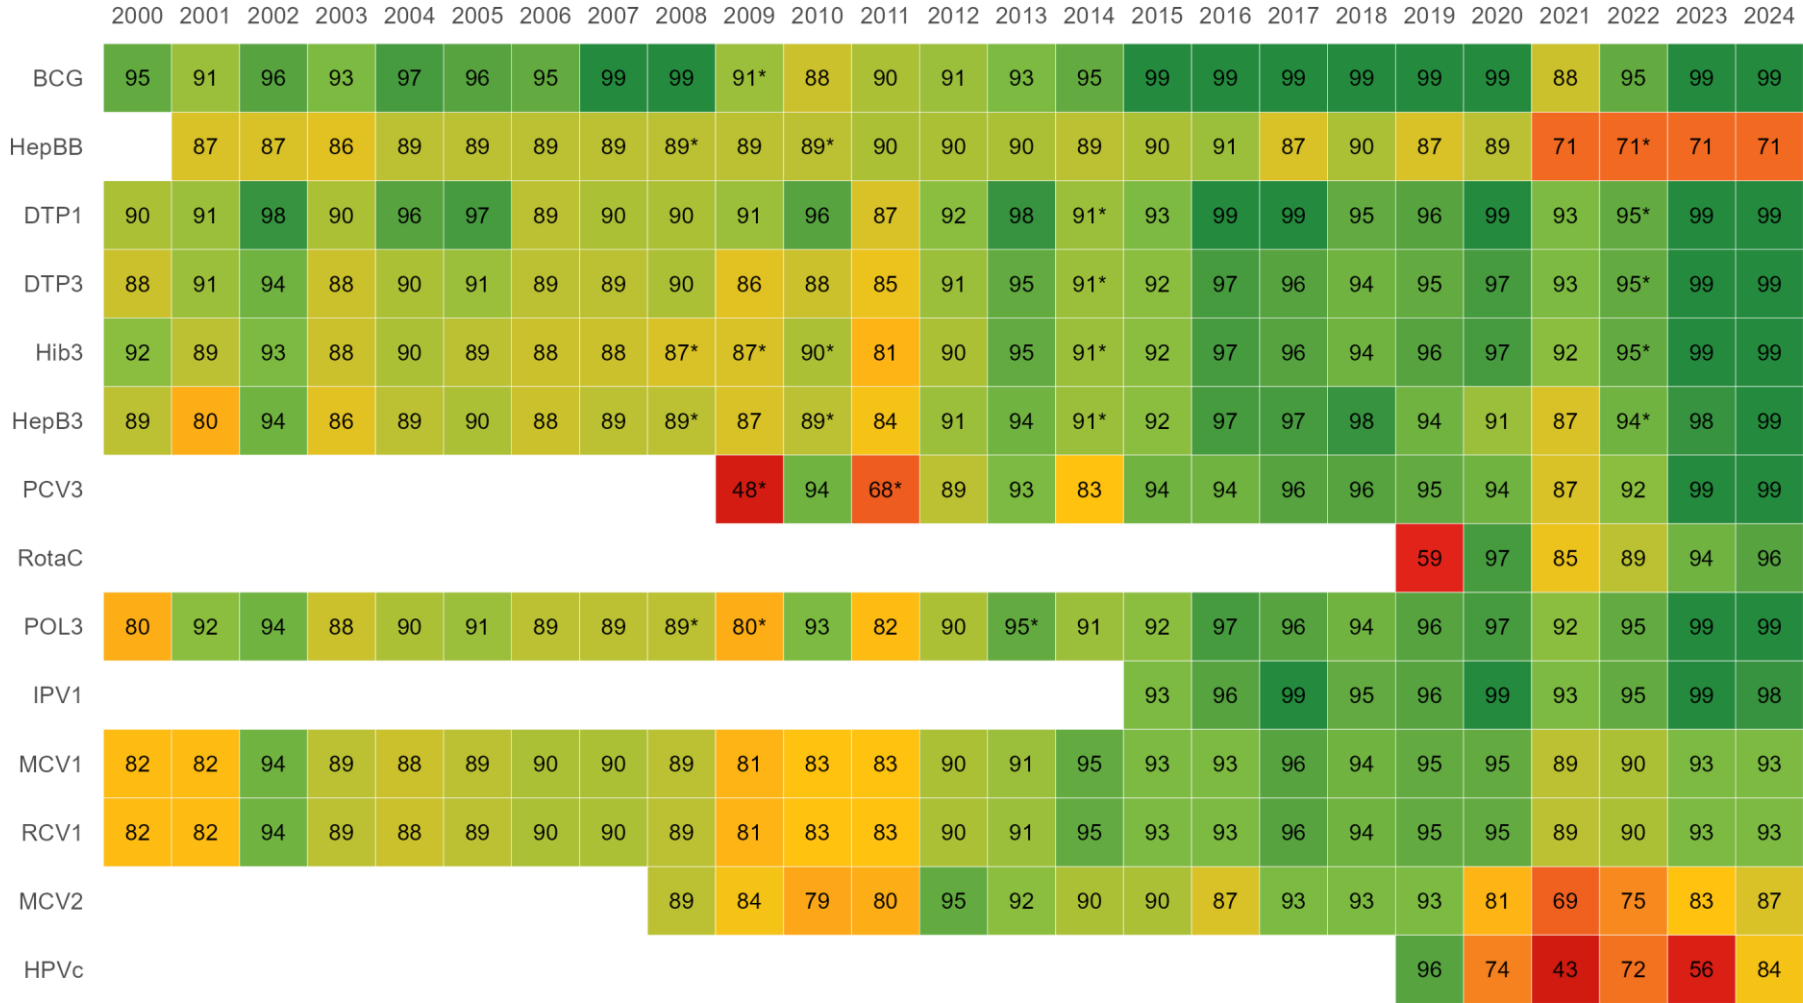 2000 2001 2002 2003 2004 2005 2006 2007 2008 2009 2010 2011 2012 2013 2014 2015 2016 2017 2018 2019 2020 2021 2022 2023 2024
BCG 95 91 96 93 97 96 95 99 99 91* 88 90 91 93 95 99 99 99 99 99 99 88 95 99 99
HepBB 87 87 86 89 89 89 89 89* 89 89* 90 90 90 89 90 91 87 90 87 89 71 71* 71 71
DTP1 90 91 98 90 96 97 89 90 90 91 96 87 92 98 91* 93 99 99 95 96 99 93 95* 99 99
DTP3 88 91 94 88 90 91 89 89 90 86 88 85 91 95 91* 92 97 96 94 95 97 93 95* 99 99
Hib3 92 89 93 88 90 89 88 88 87* 87* 90* 81 90 95 91* 92 97 96 94 96 97 92 95* 99 99
HepB3 89 80 94 86 89 90 88 89 89* 87 89* 84 91 94 91* 92 97 97 98 94 91 87 94* 98 99
PCV3 48* 94 68* 89 93 83 94 94 96 96 95 94 87 92 99 99
RotaC 59 97 85 89 94 96
POL3 80 92 94 88 90 91 89 89 89* 80* 93 82 90 95* 91 92 97 96 94 96 97 92 95 99 99
IPV1 93 96 99 95 96 99 93 95 99 98
MCV1 82 82 94 89 88 89 90 90 89 81 83 83 90 91 95 93 93 96 94 95 95 89 90 93 93
RCV1 82 82 94 89 88 89 90 90 89 81 83 83 90 91 95 93 93 96 94 95 95 89 90 93 93
MCV2 89 84 79 80 95 92 90 90 87 93 93 93 81 69 75 83 87
HPVc 96 74 43 72 56 84